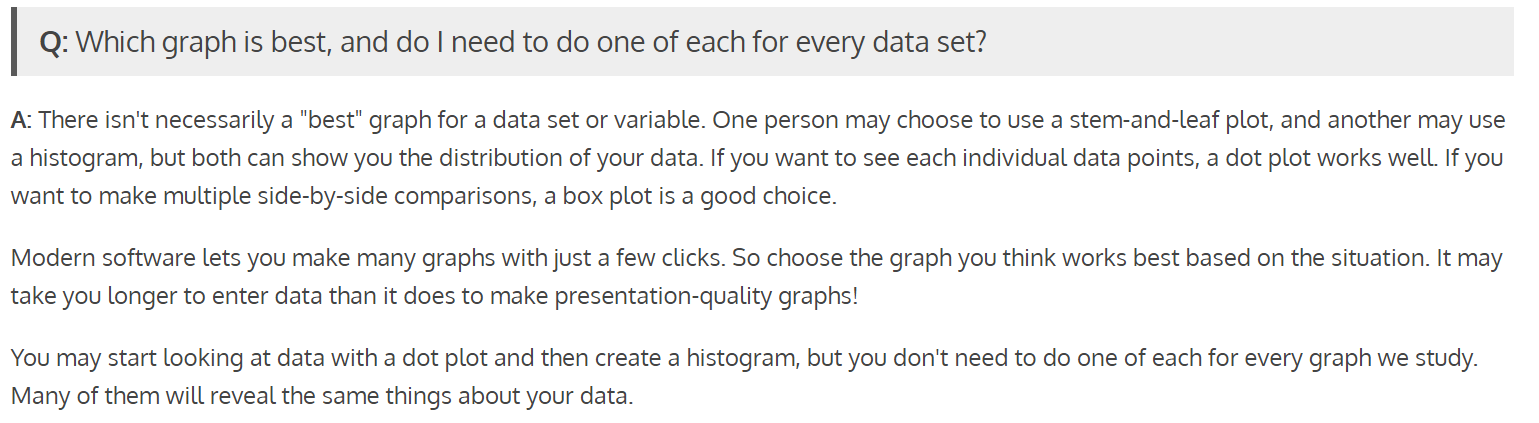 Q: Which graph is best, and do I need to do one of each for every data set?
A: There isn't necessarily a "best" graph for a data set or variable. One person may choose to use a stem-and-leaf plot, and another may use
a histogram, but both can show you the distribution of your data. If you want to see each individual data points, a dot plot works well. If you
want to make multiple side-by-side comparisons, a box plot is a good choice.
Modern software lets you make many graphs with just a few clicks. So choose the graph you think works best based on the situation. It may
take you longer to enter data than it does to make presentation-quality graphs!
You may start looking at data with a dot plot and then create a histogram, but you don't need to do one of each for every graph we study.
Many of them will reveal the same things about your data.